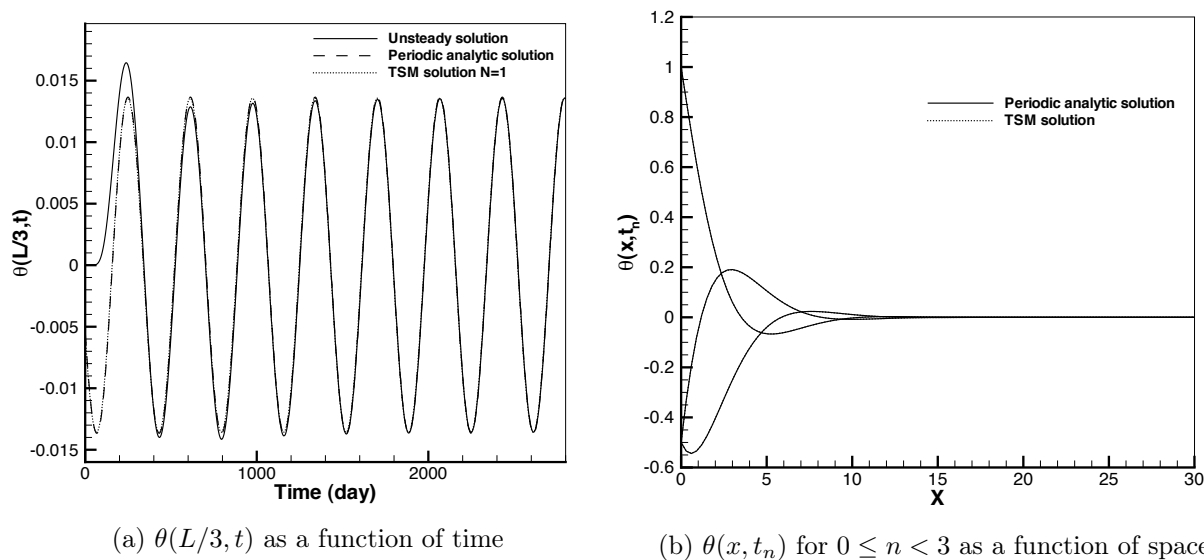 0.015
0.01
0.005
0
-0.005
-0.01
-0.015
θ(L/3,t)
Unsteady solution
Periodic analytic solution
TSM solution N=1
0
1000
2000
Time (day)
(a) θ(L/3, t) as a function of time
1.2
1
0.8
0.6
0.4
0.2
0
-0.2
-0.4
-0.6
θ(x,tₙ)
Periodic analytic solution
TSM solution
0
5
10
15
20
25
30
X
(b) θ(x, tₙ) for 0 ≤ n < 3 as a function of space